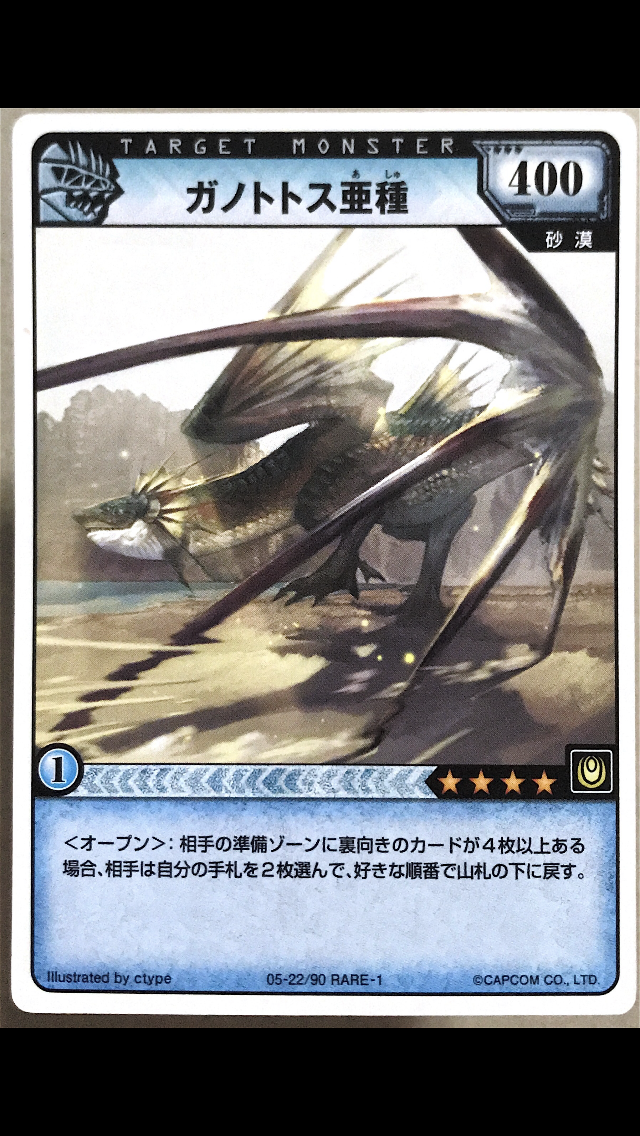 TARGET MONSTER
ガノトトス亜種
あ しゅ
400
砂漠
1
<オープン>：相手の準備ゾーンに裏向きのカードが４枚以上ある
場合、相手は自分の手札を２枚選んで、好きな順番で山札の下に戻す。
Illustrated by ctype
05-22/90 RARE-1
©CAPCOM CO., LTD.